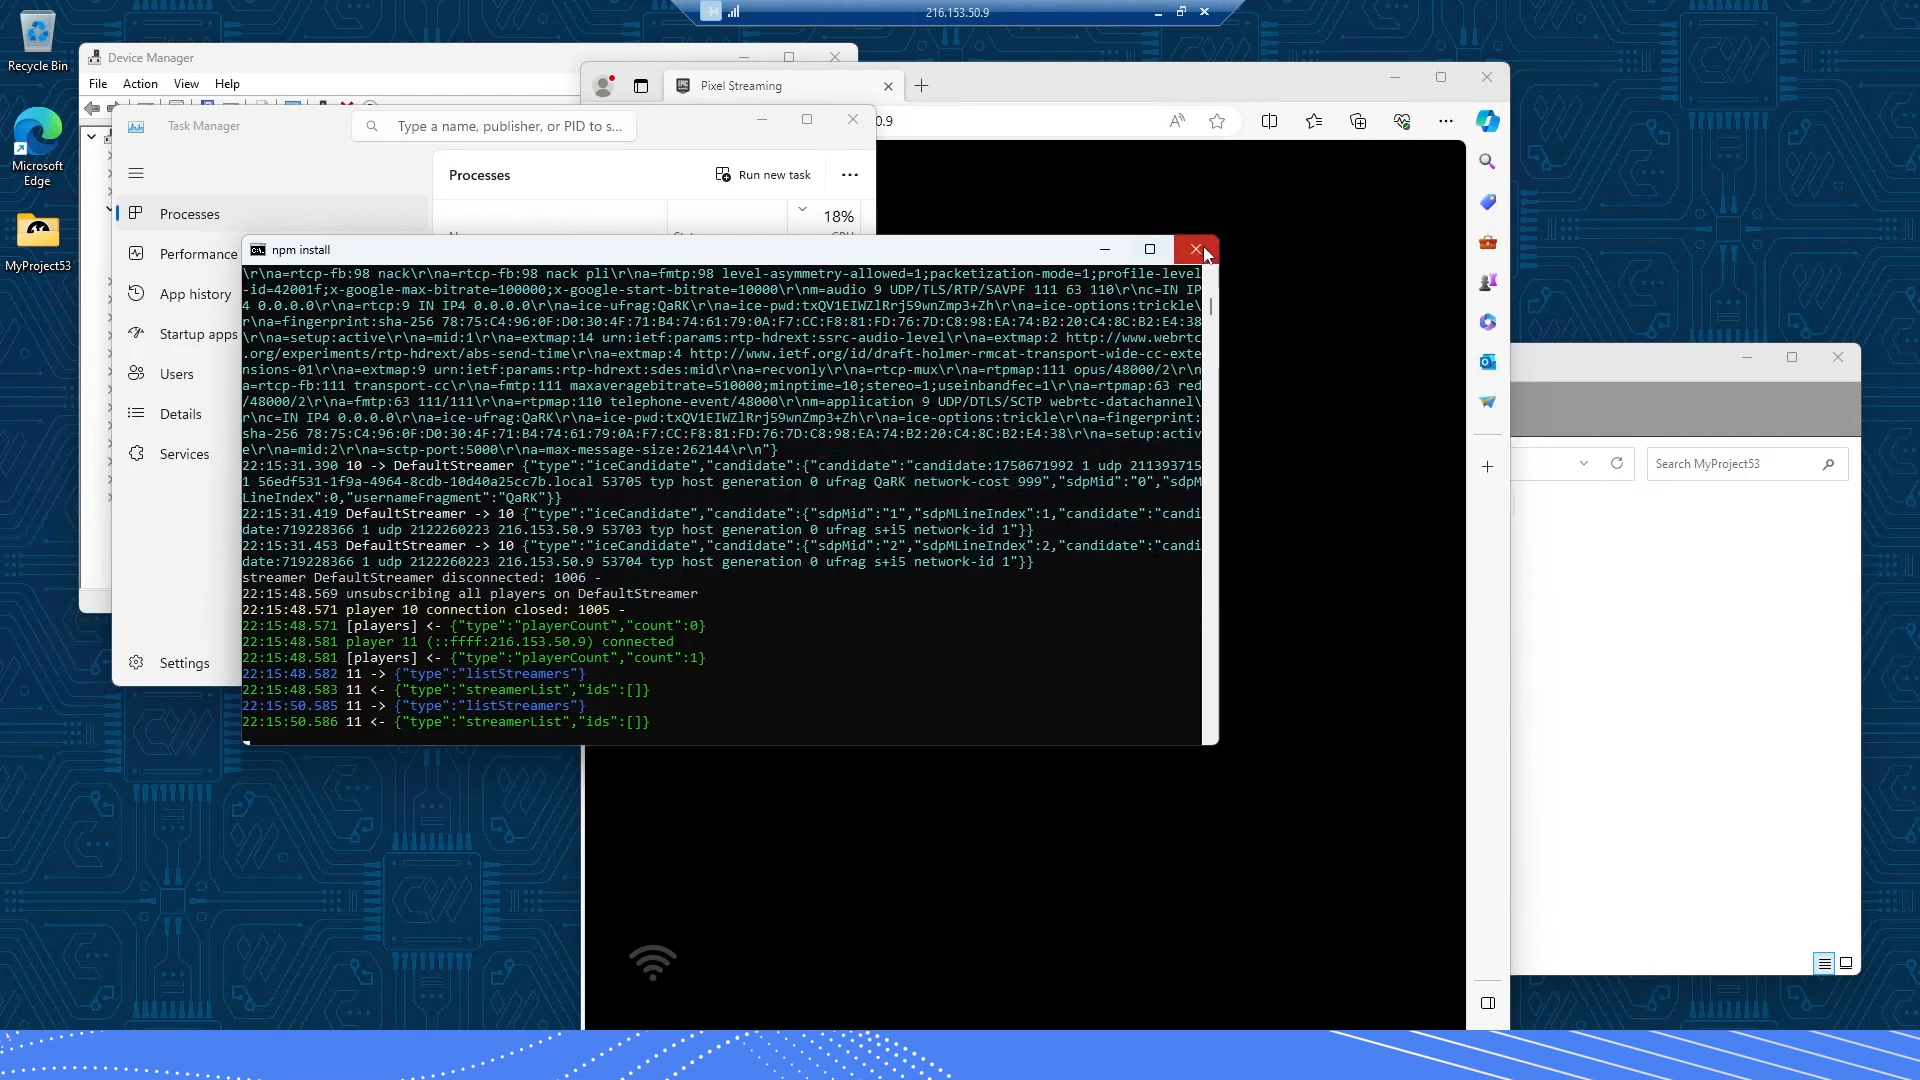 216.153.50.9
Recycle Bin
Microsoft
Edge
MyProject53
Device Manager
File Action View Help
Pixel Streaming
0.9
Task Manager
Type a name, publisher, or PID to s...
Processes
Run new task
18%
Processes
Performance
App history
Startup apps
Users
Details
Services
Settings
Search MyProject53
npm install
\r\na=rtcp-fb:98 nack\r\na=rtcp-fb:98 nack pli\r\na=fmtp:98 level-asymmetry-allowed=1;packetization-mode=1;profile-level
-id=42001f;x-google-max-bitrate=100000;x-google-start-bitrate=10000\r\nm=audio 9 UDP/TLS/RTP/SAVPF 111 63 110\r\nc=IN IP
4 0.0.0.0\r\na=rtcp:9 IN IP4 0.0.0.0\r\na=ice-ufrag:QaRK\r\na=ice-pwd:txQV1EIWZlRrj59wnZmp3+Zh\r\na=ice-options:trickle\
r\na=fingerprint:sha-256 78:75:C4:96:0F:D0:30:4F:71:B4:74:61:79:0A:F7:CC:F8:81:FD:76:7D:C8:98:EA:74:B2:20:C4:8C:B2:E4:38
\r\na=setup:active\r\na=mid:1\r\na=extmap:14 urn:ietf:params:rtp-hdrext:ssrc-audio-level\r\na=extmap:2 http://www.webrtc
.org/experiments/rtp-hdrext/abs-send-time\r\na=extmap:4 http://www.ietf.org/id/draft-holmer-rmcat-transport-wide-cc-exte
nsions-01\r\na=extmap:9 urn:ietf:params:rtp-hdrext:sdes:mid\r\na=recvonly\r\na=rtcp-mux\r\na=rtpmap:111 opus/48000/2\r\n
a=rtcp-fb:111 transport-cc\r\na=fmtp:111 maxaveragebitrate=510000;minptime=10;stereo=1;useinbandfec=1\r\na=rtpmap:63 red
/48000/2\r\na=fmtp:63 111/111\r\na=rtpmap:110 telephone-event/48000\r\nm=application 9 UDP/DTLS/SCTP webrtc-datachannel\
r\nc=IN IP4 0.0.0.0\r\na=ice-ufrag:QaRK\r\na=ice-pwd:txQV1EIWZlRrj59wnZmp3+Zh\r\na=ice-options:trickle\r\na=fingerprint:
sha-256 78:75:C4:96:0F:D0:30:4F:71:B4:74:61:79:0A:F7:CC:F8:81:FD:76:7D:C8:98:EA:74:B2:20:C4:8C:B2:E4:38\r\na=setup:activ
e\r\na=mid:2\r\na=sctp-port:5000\r\na=max-message-size:262144\r\n"}
22:15:31.390 10 -> DefaultStreamer {"type":"iceCandidate","candidate":{"candidate":"candidate:1750671992 1 udp 211393715
1 56edf531-1f9a-4964-8cdb-10d40a25cc7b.local 53705 typ host generation 0 ufrag QaRK network-cost 999","sdpMid":"0","sdpM
LineIndex":0,"usernameFragment":"QaRK"}}
22:15:31.419 DefaultStreamer -> 10 {"type":"iceCandidate","candidate":{"sdpMid":"1","sdpMLineIndex":1,"candidate":"candi
date:719228366 1 udp 2122260223 216.153.50.9 53703 typ host generation 0 ufrag s+i5 network-id 1"}}
22:15:31.453 DefaultStreamer -> 10 {"type":"iceCandidate","candidate":{"sdpMid":"2","sdpMLineIndex":2,"candidate":"candi
date:719228366 1 udp 2122260223 216.153.50.9 53704 typ host generation 0 ufrag s+i5 network-id 1"}}
streamer DefaultStreamer disconnected: 1006 -
22:15:48.569 unsubscribing all players on DefaultStreamer
22:15:48.571 player 10 connection closed: 1005 -
22:15:48.571 [players] <- {"type":"playerCount","count":0}
22:15:48.581 player 11 (::ffff:216.153.50.9) connected
22:15:48.581 [players] <- {"type":"playerCount","count":1}
22:15:48.582 11 -> {"type":"listStreamers"}
22:15:48.583 11 <- {"type":"streamerList","ids":[]}
22:15:50.585 11 -> {"type":"listStreamers"}
22:15:50.586 11 <- {"type":"streamerList","ids":[]}